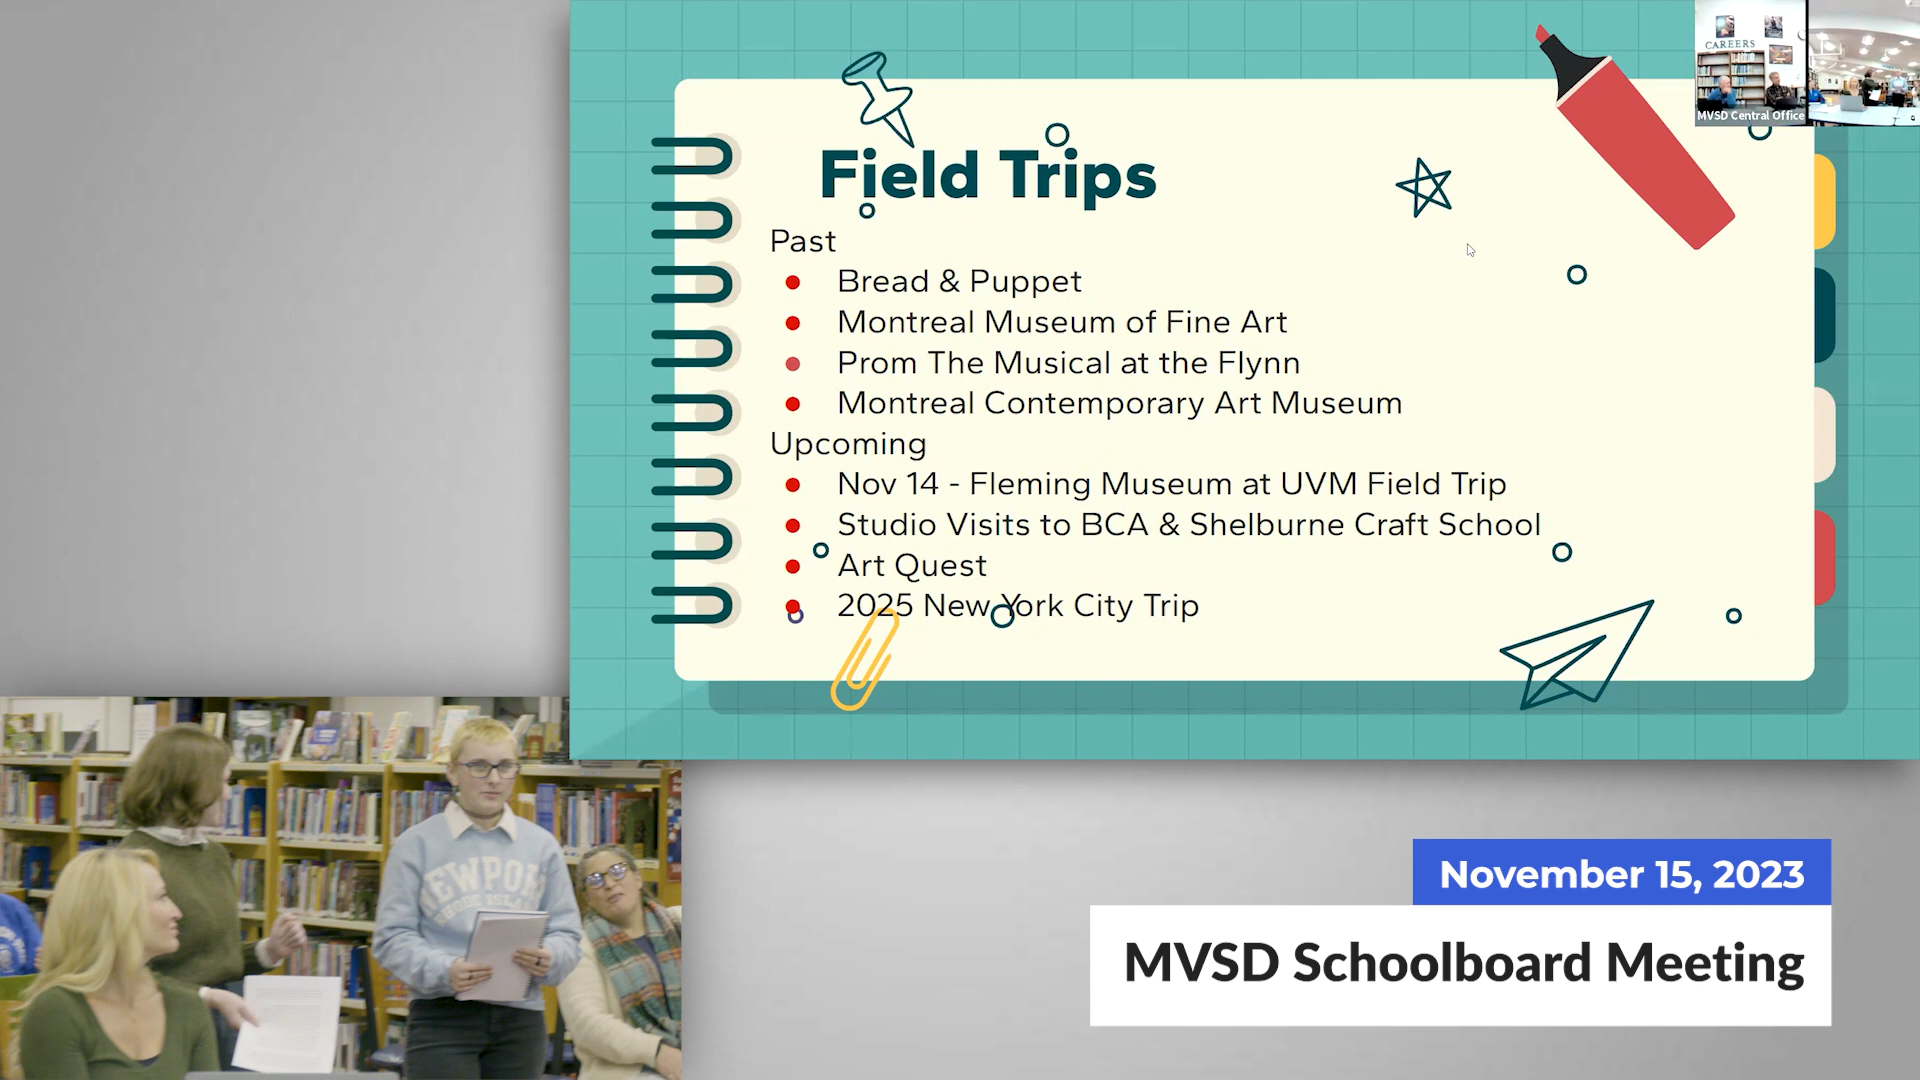 CAREERS
MVSD Central Office
Field Trips
Past
Bread & Puppet
Montreal Museum of Fine Art
Prom The Musical at the Flynn
Montreal Contemporary Art Museum
Upcoming
Nov 14 - Fleming Museum at UVM Field Trip
Studio Visits to BCA & Shelburne Craft School
Art Quest
2025 New York City Trip
November 15, 2023
MVSD Schoolboard Meeting